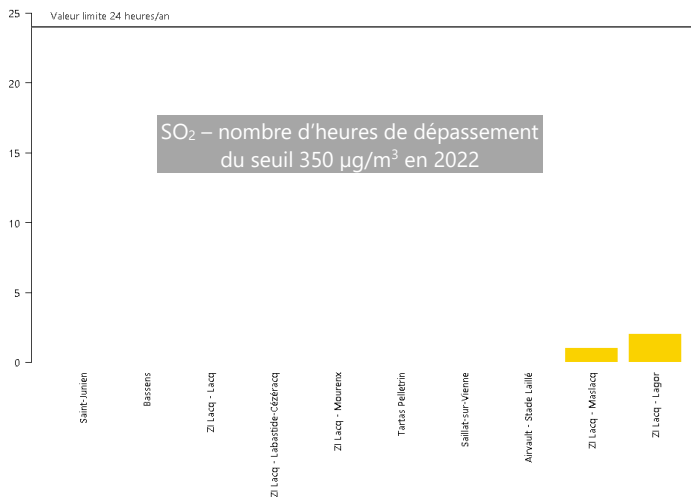 25
Valeur limite 24 heures/an
20
SO₂ – nombre d'heures de dépassement
du seuil 350 µg/m³ en 2022
15
10
5
0
Saint-Junien
Bassens
ZI Lacq - Lacq
ZI Lacq - Labastide-Cézéracq
ZI Lacq - Mourenx
Tartas Pelletrin
Saillat-sur-Vienne
Airvault - Stade Laillé
ZI Lacq - Maslacq
ZI Lacq - Lagor